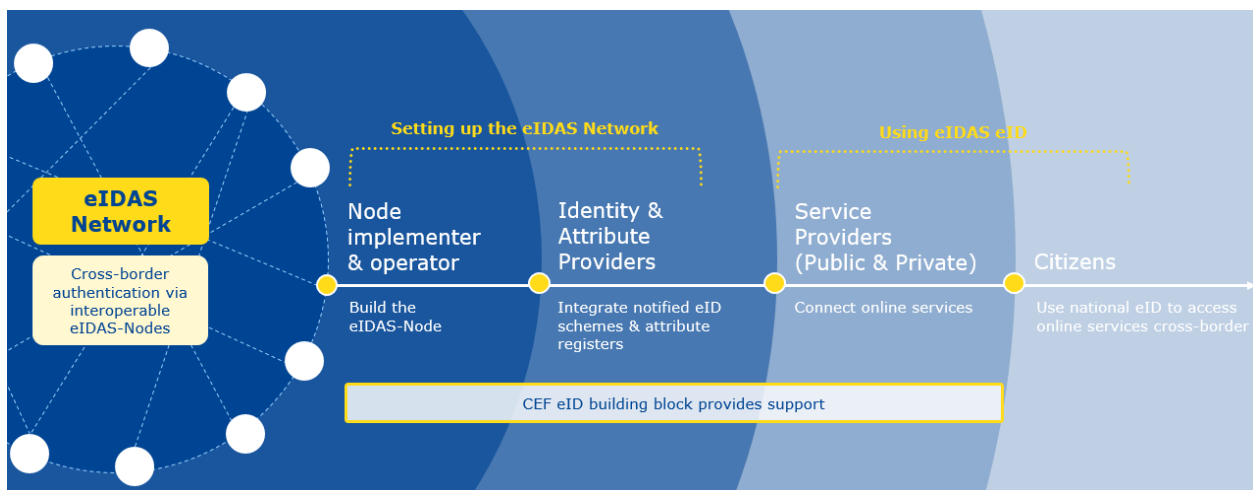 eIDAS
Network
Cross-border
authentication via
interoperable
eIDAS-Nodes
Setting up the eIDAS Network
Node
implementer
& operator
Build the
eIDAS-Node
Identity &
Attribute
Providers
Integrate notified eID
schemes & attribute
registers
Using eIDAS eID
Service
Providers
(Public & Private)
Connect online services
Citizens
Use national eID to access
online services cross-border
CEF eID building block provides support